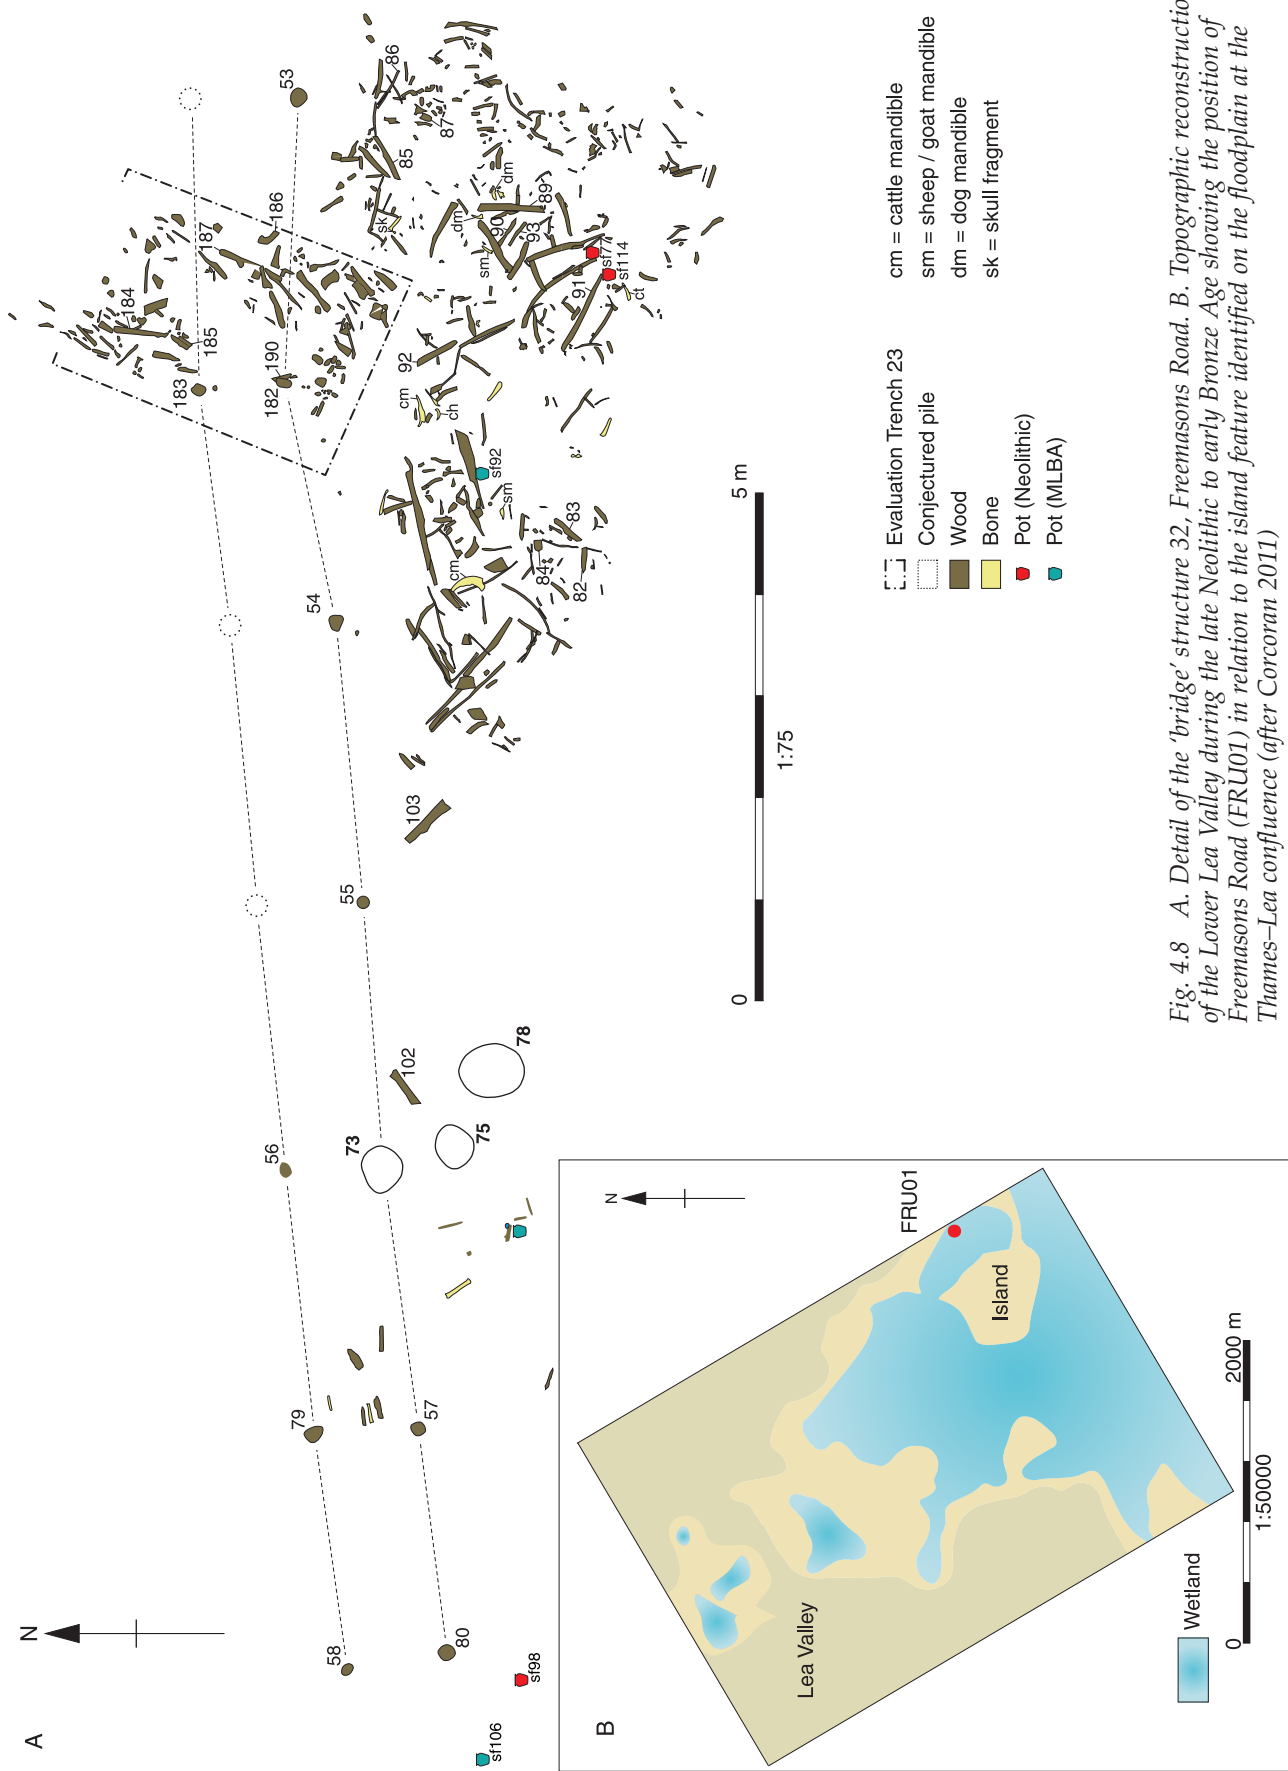 A
N
58
80
79
57
56
73
75
78
102
55
103
54
183
182
190
184
185
187
186
53
sf106
sf98
92
cm
ch
sf92
sm
cm
84
82
83
sk
85
86
87
dm
dm
89
90
93
sm
91
sf77
sf114
ct
0
5 m
1:75
Evaluation Trench 23
Conjectured pile
Wood
Bone
Pot (Neolithic)
Pot (MLBA)
cm = cattle mandible
sm = sheep / goat mandible
dm = dog mandible
sk = skull fragment
B
N
FRU01
Island
Lea Valley
Wetland
0
2000 m
1:50000
Fig. 4.8 A. Detail of the ‘bridge’ structure 32, Freemasons Road. B. Topographic reconstructio
of the Lower Lea Valley during the late Neolithic to early Bronze Age showing the position of
Freemasons Road (FRU01) in relation to the island feature identified on the floodplain at the
Thames–Lea confluence (after Corcoran 2011)